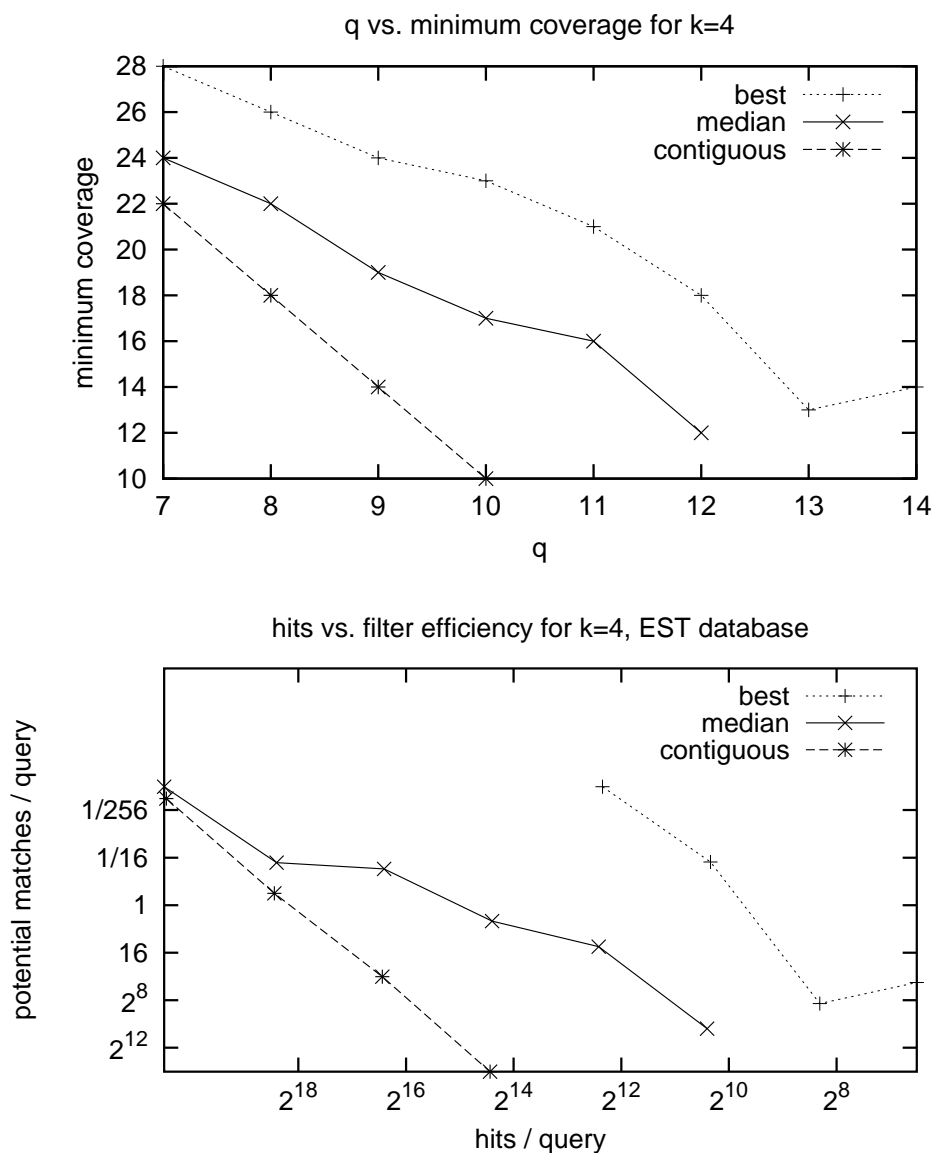 q vs. minimum coverage for k=4
28
26
24
22
20
18
16
14
12
10
minimum coverage
best
median
contiguous
7 8 9 10 11 12 13 14
q
hits vs. filter efficiency for k=4, EST database
best
median
contiguous
1/256
1/16
1
16
2^8
2^12
potential matches / query
2^18 2^16 2^14 2^12 2^10 2^8
hits / query